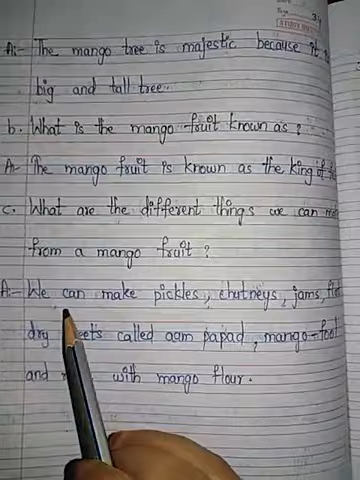 A:- The mango tree is majestic because it
big and tall tree.
b. What is the mango fruit known as?
A- The mango fruit is known as the king of
c. What are the different things we can
from a mango fruit?
A:- We can make pickles, chutneys, jams,
dry called aam papad, mango-foot
and with mango flour.